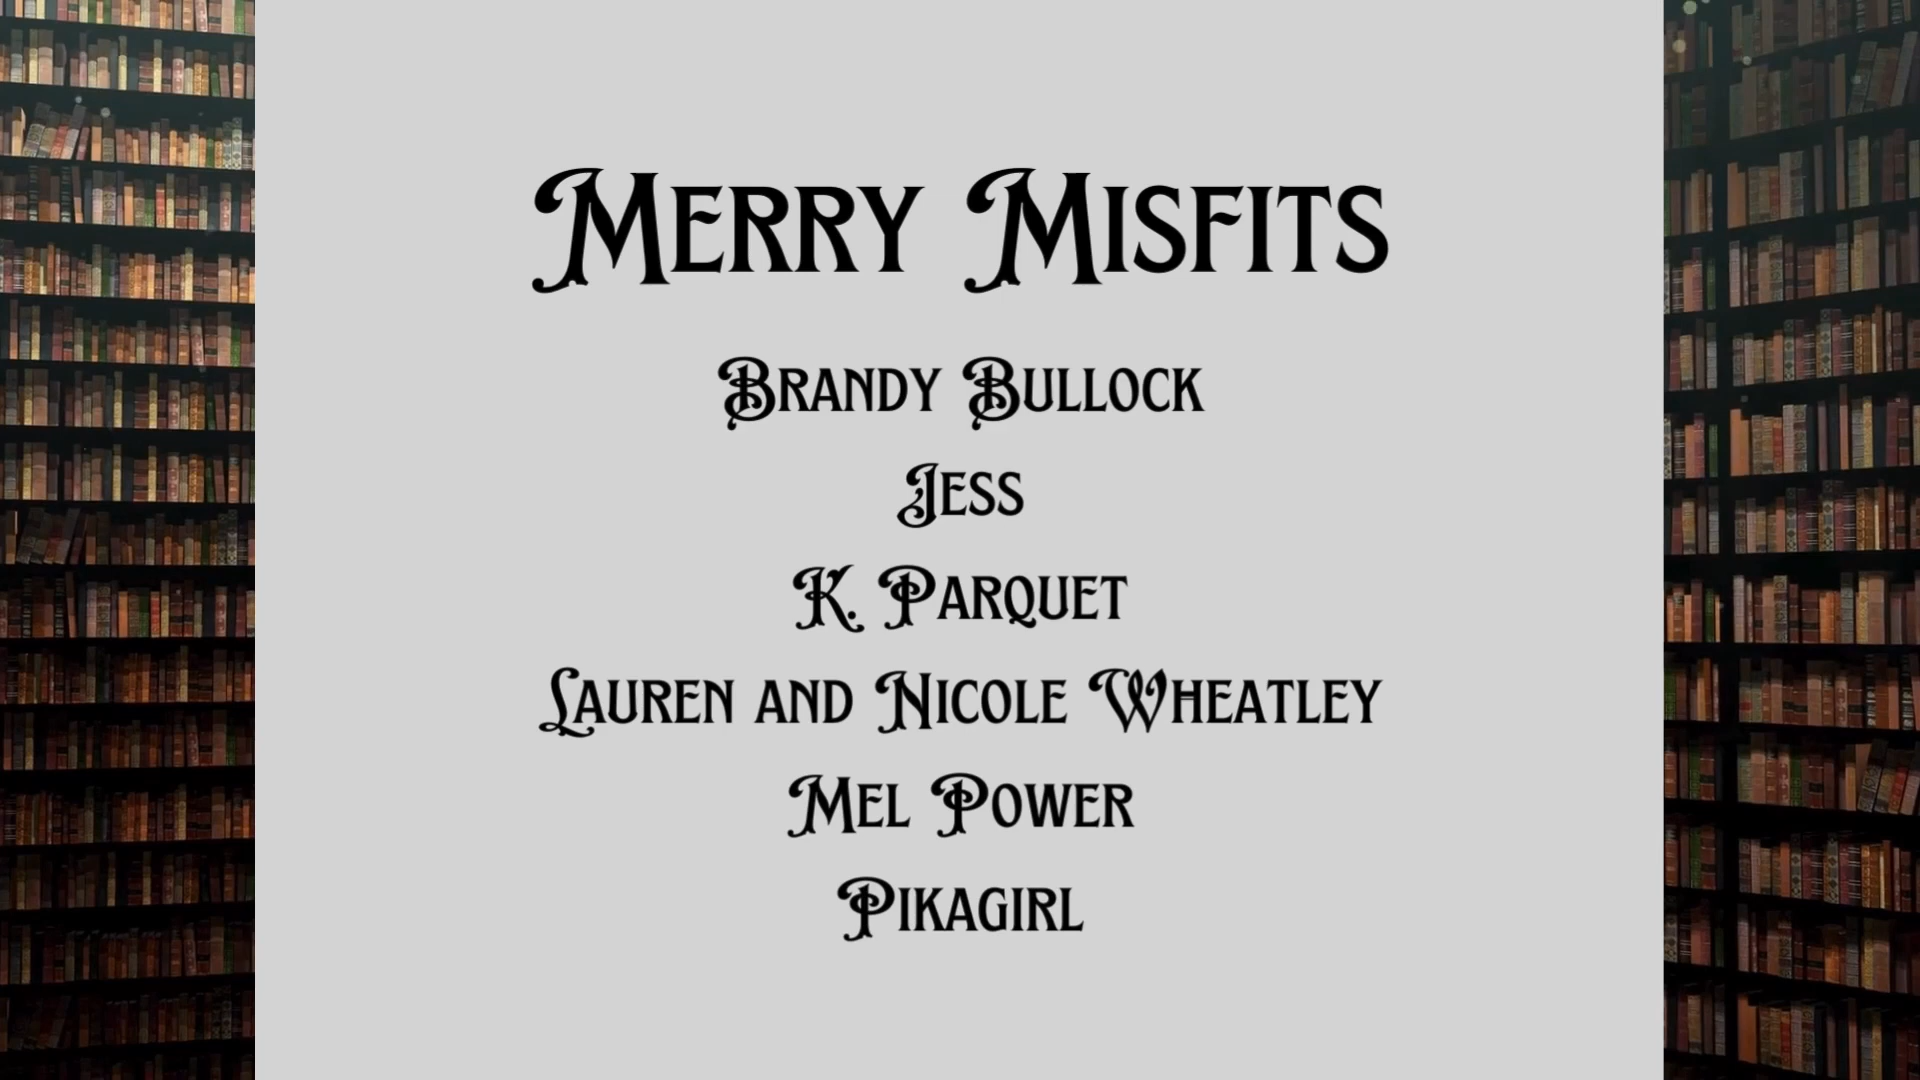 Merry Misfits
Brandy Bullock
Jess
K. Parquet
Lauren and Nicole Wheatley
Mel Power
Pikagirl